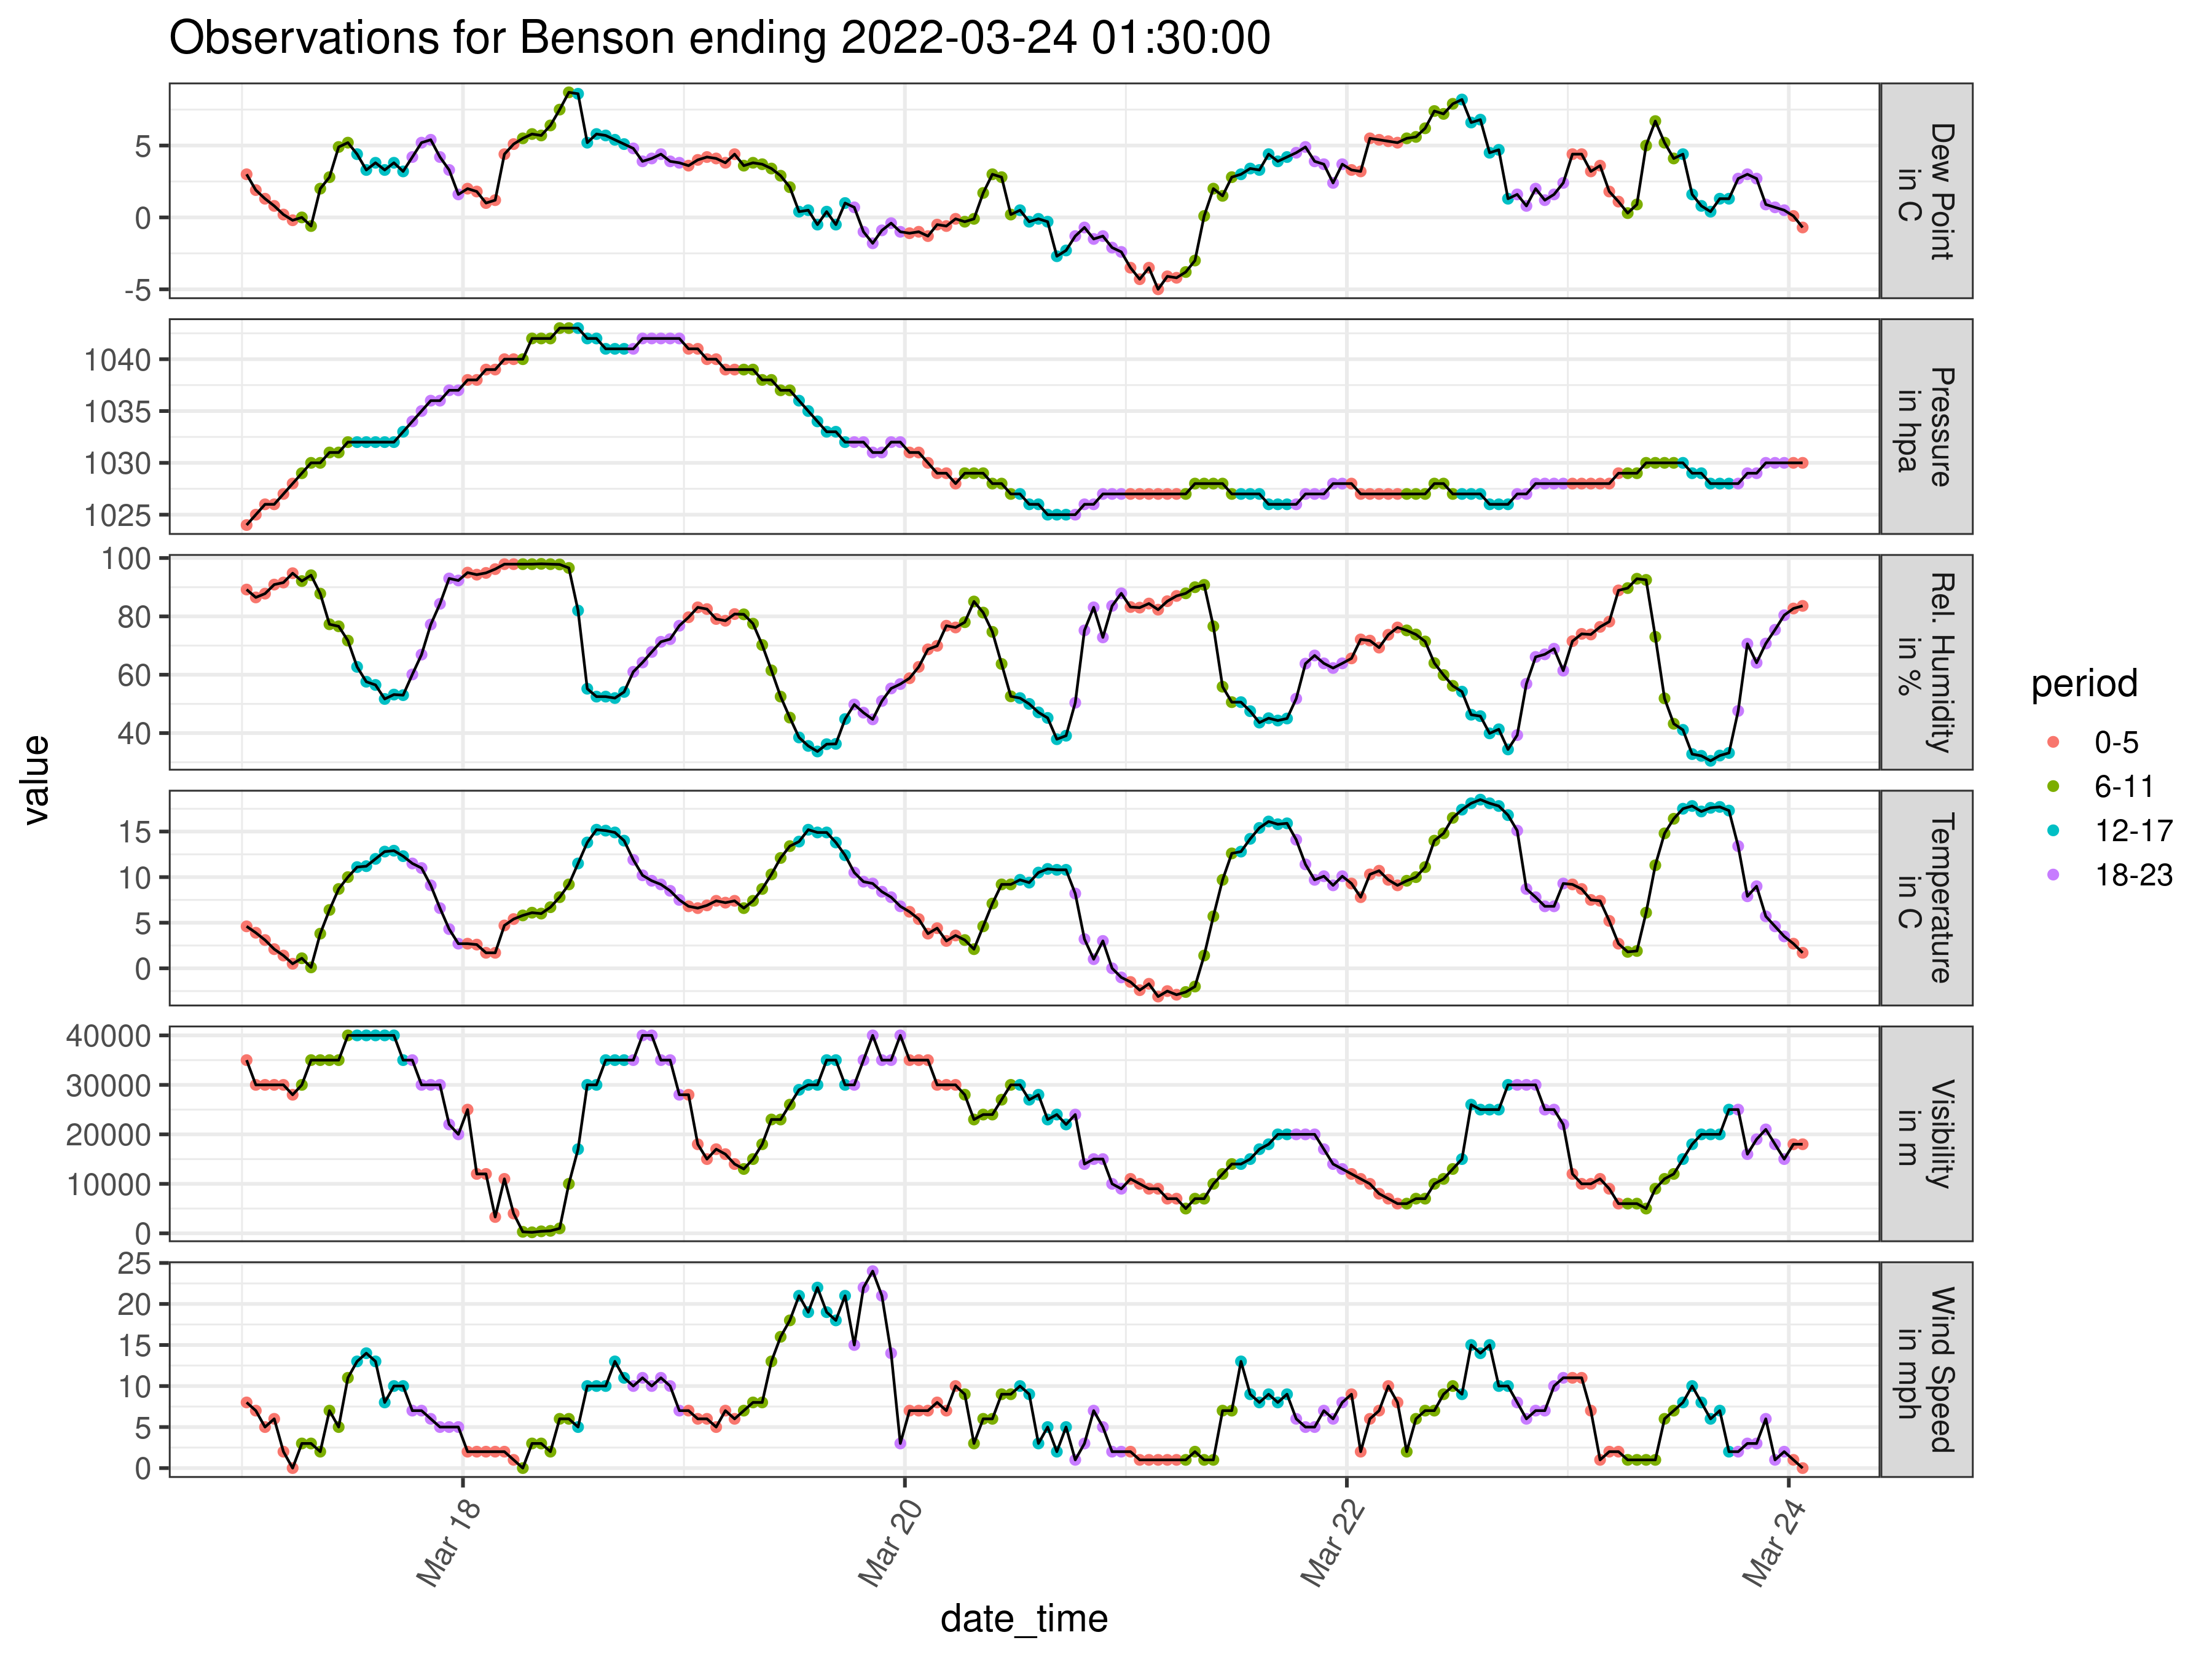 Observations for Benson ending 2022-03-24 01:30:00
value
5
0
-5
Dew Point
in C
1040
1035
1030
1025
Pressure
in hpa
100
80
60
40
Rel. Humidity
in %
15
10
5
0
Temperature
in C
40000
30000
20000
10000
0
Visibility
in m
25
20
15
10
5
0
Wind Speed
in mph
Mar 18
Mar 20
Mar 22
Mar 24
date_time
period
0-5
6-11
12-17
18-23